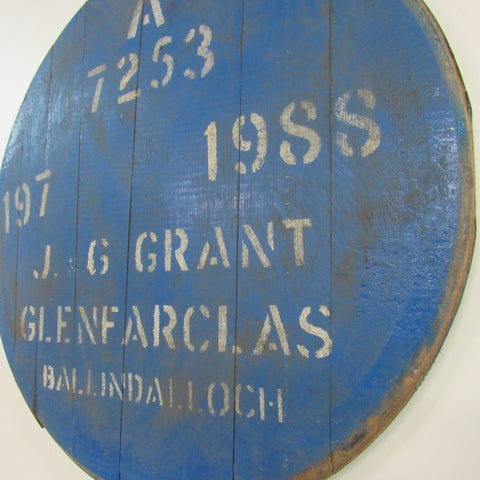 A
7253
1988
197
J. G GRANT
GLENFARCLAS
BALLINDALLOCH